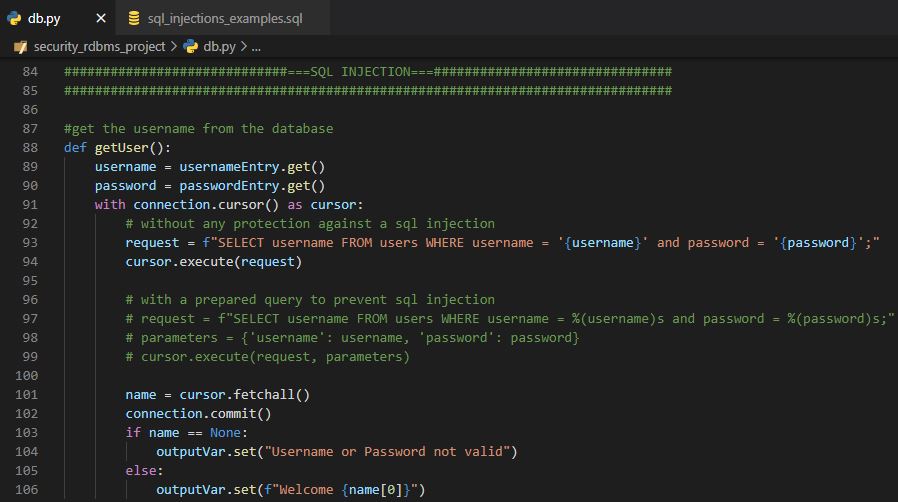 db.py × sql_injections_examples.sql
security_rdbms_project > db.py > ...
84 #############################===SQL INJECTION===###############################
85 ###############################################################################
86
87 #get the username from the database
88 def getUser():
89     username = usernameEntry.get()
90     password = passwordEntry.get()
91     with connection.cursor() as cursor:
92         # without any protection against a sql injection
93         request = f"SELECT username FROM users WHERE username = '{username}' and password = '{password}';"
94         cursor.execute(request)
95
96         # with a prepared query to prevent sql injection
97         # request = f"SELECT username FROM users WHERE username = %(username)s and password = %(password)s;"
98         # parameters = {'username': username, 'password': password}
99         # cursor.execute(request, parameters)
100
101         name = cursor.fetchall()
102         connection.commit()
103         if name == None:
104             outputVar.set("Username or Password not valid")
105         else:
106             outputVar.set(f"Welcome {name[0]}")